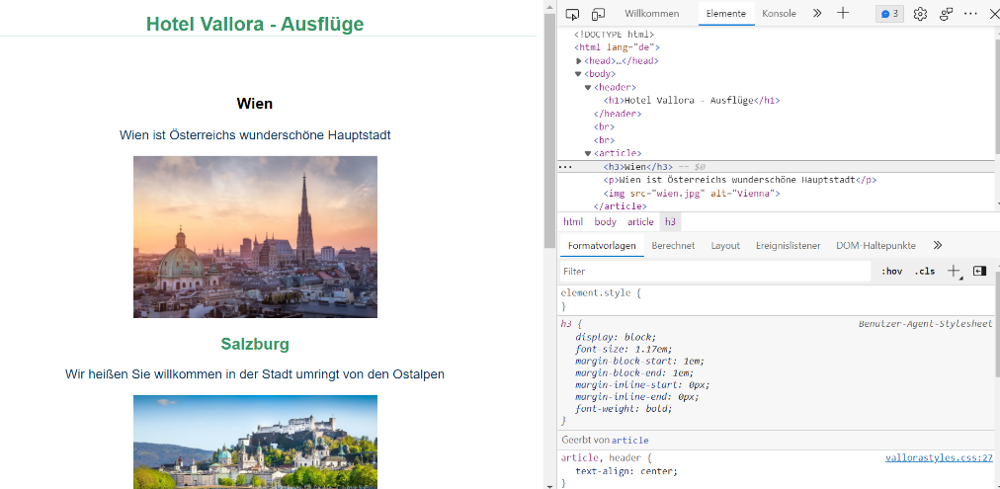 Hotel Vallora - Ausflüge
Wien
Wien ist Österreichs wunderschöne Hauptstadt
Salzburg
Wir heißen Sie willkommen in der Stadt umringt von den Ostalpen
Willkommen Elemente Konsole 3
<!DOCTYPE html>
<html lang="de">
<head>…</head>
<body>
<header>
<h1>Hotel Vallora - Ausflüge</h1>
</header>
<br>
<br>
<article>
<h3>Wien</h3> == $0
<p>Wien ist Österreichs wunderschöne Hauptstadt</p>
<img src="wien.jpg" alt="Vienna">
</article>
html body article h3
Formatvorlagen Berechnet Layout Ereignislistener DOM-Haltepunkte
Filter :hov .cls
element.style {
}
h3 { Benutzer-Agent-Stylesheet
display: block;
font-size: 1.17em;
margin-block-start: 1em;
margin-block-end: 1em;
margin-inline-start: 0px;
margin-inline-end: 0px;
font-weight: bold;
}
Geerbt von article
article, header { vallorastyles.css:27
text-align: center;
}